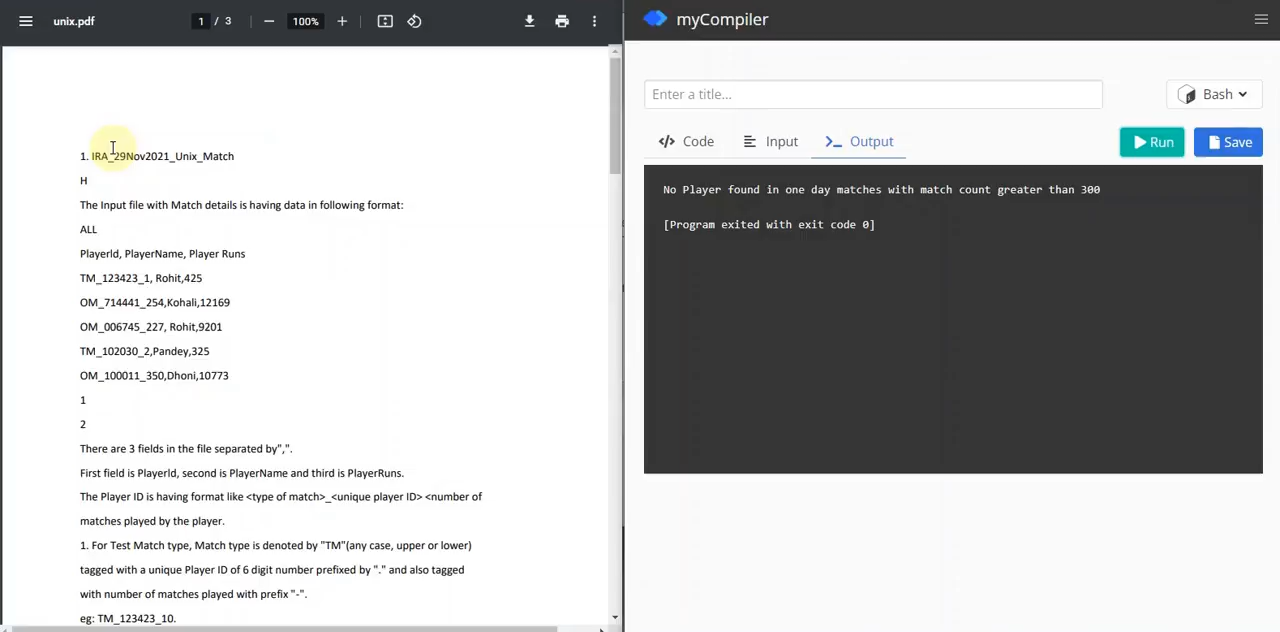 unix.pdf
1 / 3
100%
1. IRA_29Nov2021_Unix_Match
H
The Input file with Match details is having data in following format:
ALL
PlayerId, PlayerName, Player Runs
TM_123423_1, Rohit,425
OM_714441_254,Kohali,12169
OM_006745_227, Rohit,9201
TM_102030_2,Pandey,325
OM_100011_350,Dhoni,10773
1
2
There are 3 fields in the file separated by",".
First field is PlayerId, second is PlayerName and third is PlayerRuns.
The Player ID is having format like <type of match>_<unique player ID> <number of
matches played by the player.
1. For Test Match type, Match type is denoted by "TM"(any case, upper or lower)
tagged with a unique Player ID of 6 digit number prefixed by "." and also tagged
with number of matches played with prefix "-".
eg: TM_123423_10.
myCompiler
Enter a title...
Bash
Code
Input
Output
Run
Save
No Player found in one day matches with match count greater than 300
[Program exited with exit code 0]